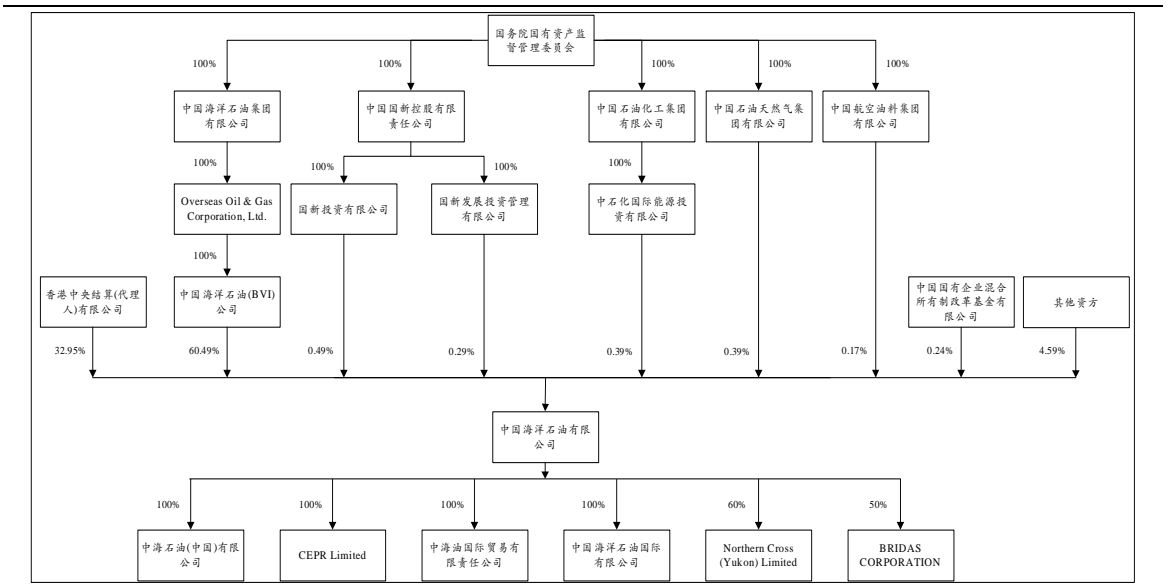 国务院国有资产监
督管理委员会
100%
100%
100%
100%
100%
中国海洋石油集团
有限公司
中国国新控股有限
责任公司
中国石油化工集团
有限公司
中国石油天然气集
团有限公司
中国航空油料集团
有限公司
100%
100%
100%
100%
Overseas Oil & Gas
Corporation, Ltd.
国新投资有限公司
国新发展投资管理
有限公司
中石化国际能源投
资有限公司
100%
香港中央结算(代理
人)有限公司
中国海洋石油(BVI)
公司
中国国有企业混合
所有制改革基金有
限公司
其他资方
32.95%
60.49%
0.49%
0.29%
0.39%
0.39%
0.17%
0.24%
4.59%
中国海洋石油有限
公司
100%
100%
100%
100%
60%
50%
中海石油(中国)有限
公司
CEPR Limited
中海油国际贸易有
限责任公司
中国海洋石油国际
有限公司
Northern Cross
(Yukon) Limited
BRIDAS
CORPORATION